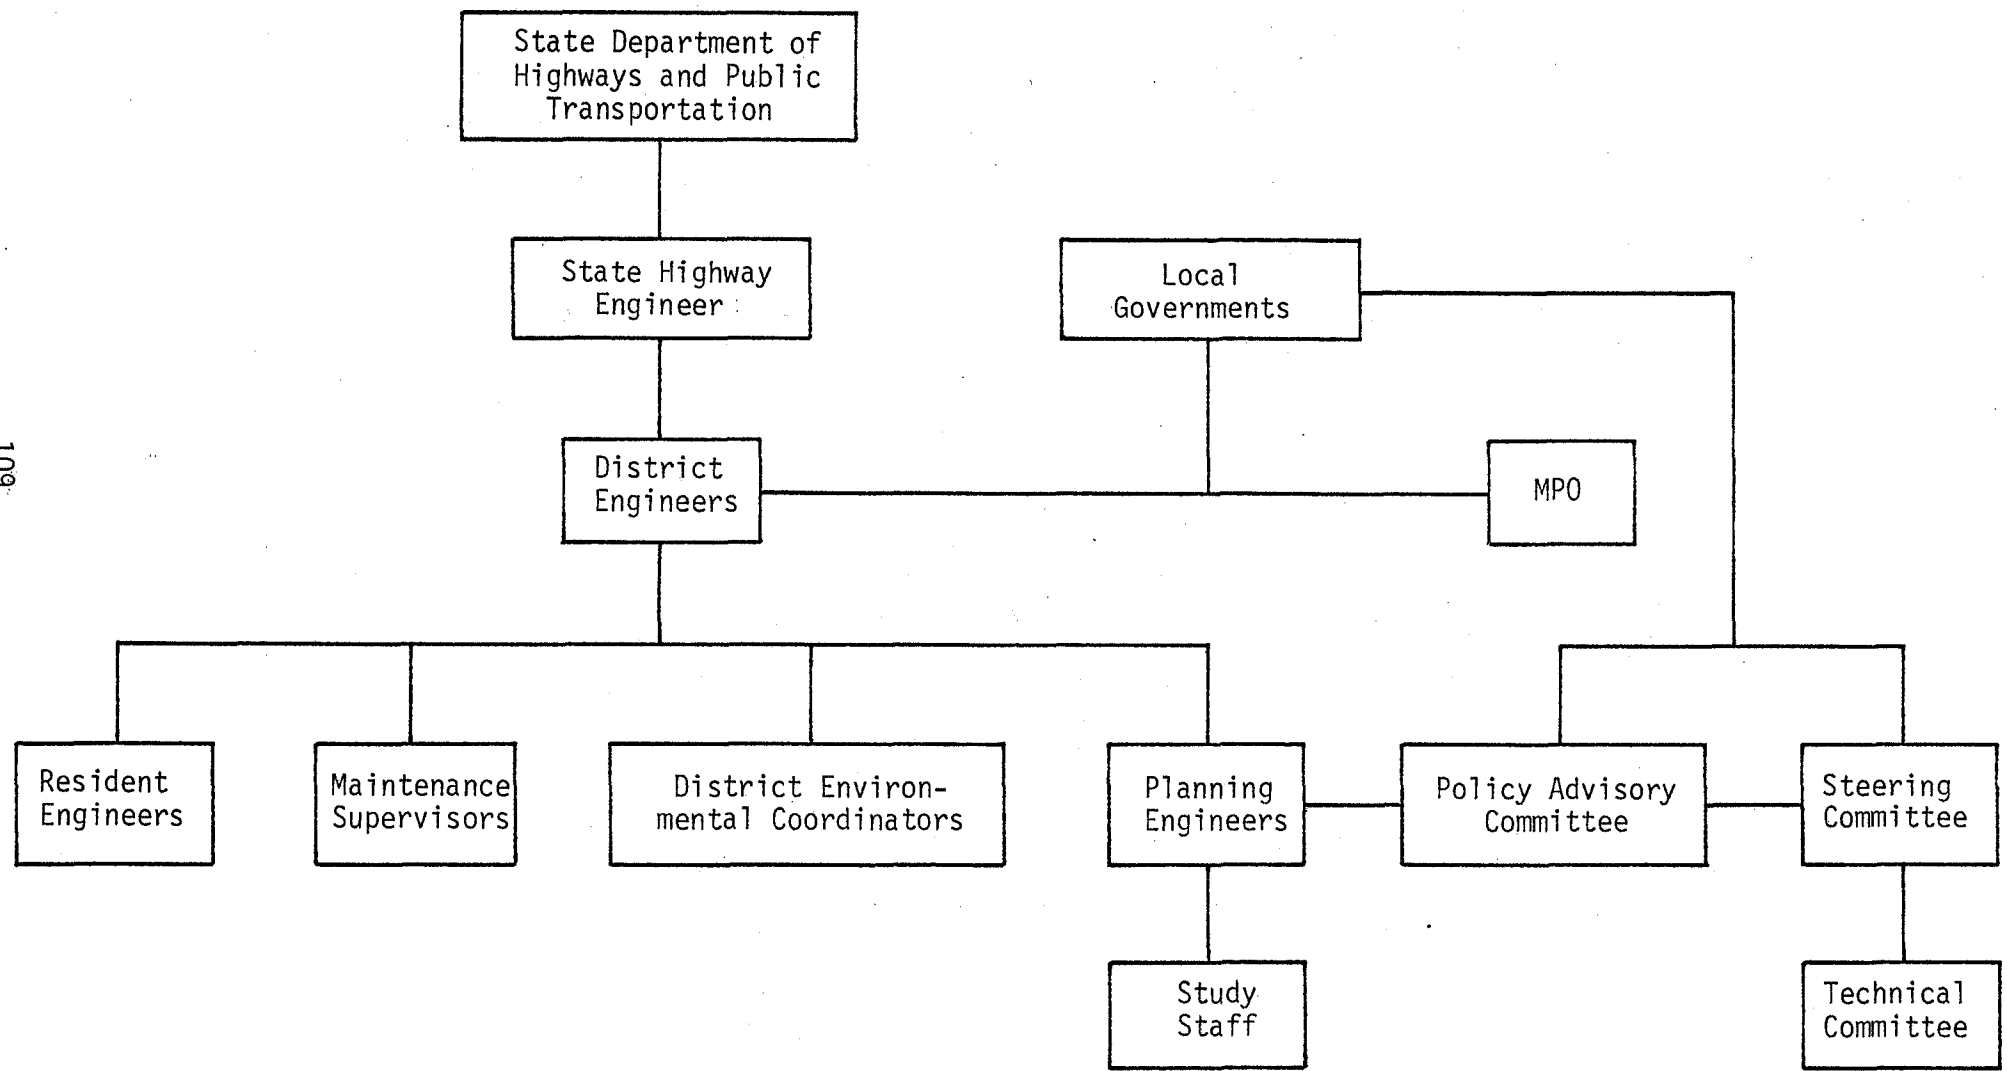 State Department of
Highways and Public
Transportation
State Highway
Engineer
Local
Governments
District
Engineers
MPO
109
Resident
Engineers
Maintenance
Supervisors
District Environ-
mental Coordinators
Planning
Engineers
Policy Advisory
Committee
Steering
Committee
Study
Staff
Technical
Committee